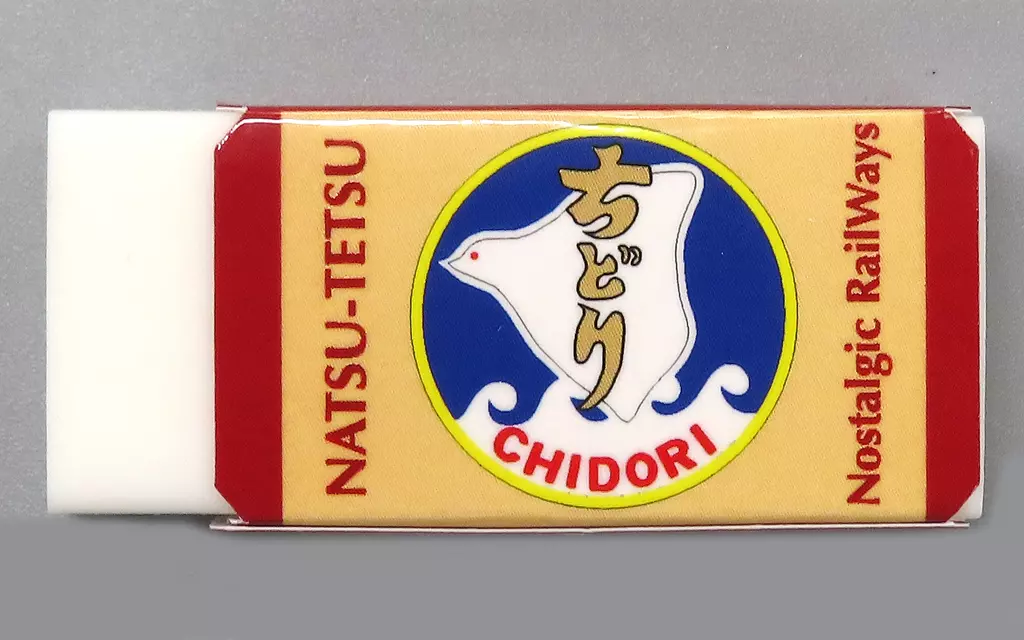 NATSU-TETSU
ちどり
CHIDORI
Nostalgic RailWays